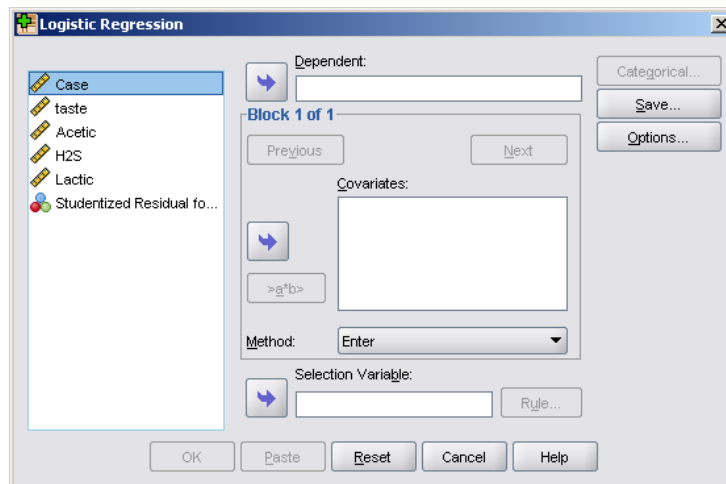 Logistic Regression
Case
taste
Acetic
H2S
Lactic
Studentized Residual fo...
Dependent:
Block 1 of 1
Previous
Next
Covariates:
>a*b>
Method:
Enter
Selection Variable:
Rule...
Categorical...
Save...
Options...
OK
Paste
Reset
Cancel
Help